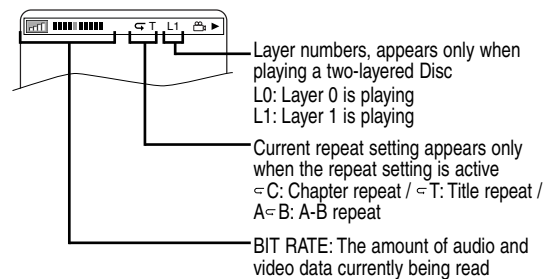 T L1
Layer numbers, appears only when
playing a two-layered Disc
L0: Layer 0 is playing
L1: Layer 1 is playing
Current repeat setting appears only
when the repeat setting is active
⊂C: Chapter repeat / ⊂T: Title repeat /
A⊂B: A-B repeat
BIT RATE: The amount of audio and
video data currently being read